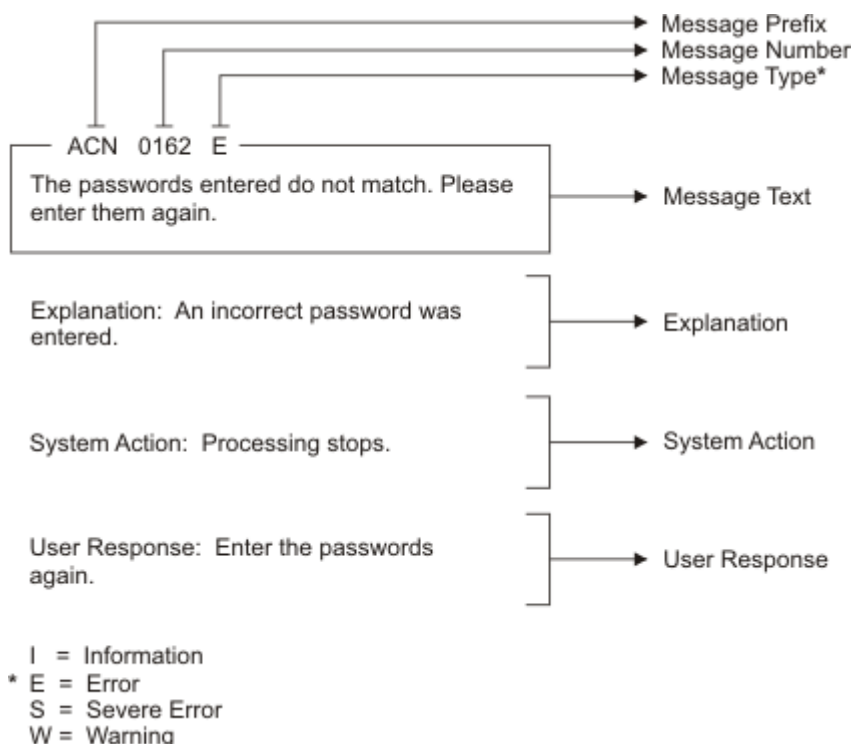 Message Prefix
Message Number
Message Type*
ACN 0162 E
The passwords entered do not match. Please
enter them again.
Message Text
Explanation: An incorrect password was
entered.
Explanation
System Action: Processing stops.
System Action
User Response: Enter the passwords
again.
User Response
I = Information
* E = Error
S = Severe Error
W = Warning